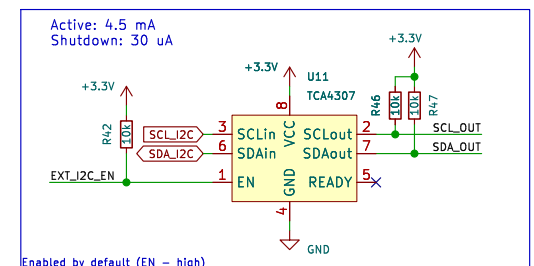 Active: 4.5 mA
Shutdown: 30 uA
+3.3V
+3.3V
U11
TCA4307
+3.3V
R42
10k
R46
10k
10k
R47
8
VCC
SCL_I2C
3
SCLin
SCLout
2
SCL_OUT
SDA_I2C
6
SDAin
SDAout
7
SDA_OUT
EXT_I2C_EN
1
EN
GND
READY
5
4
GND
Enabled by default (EN - high)